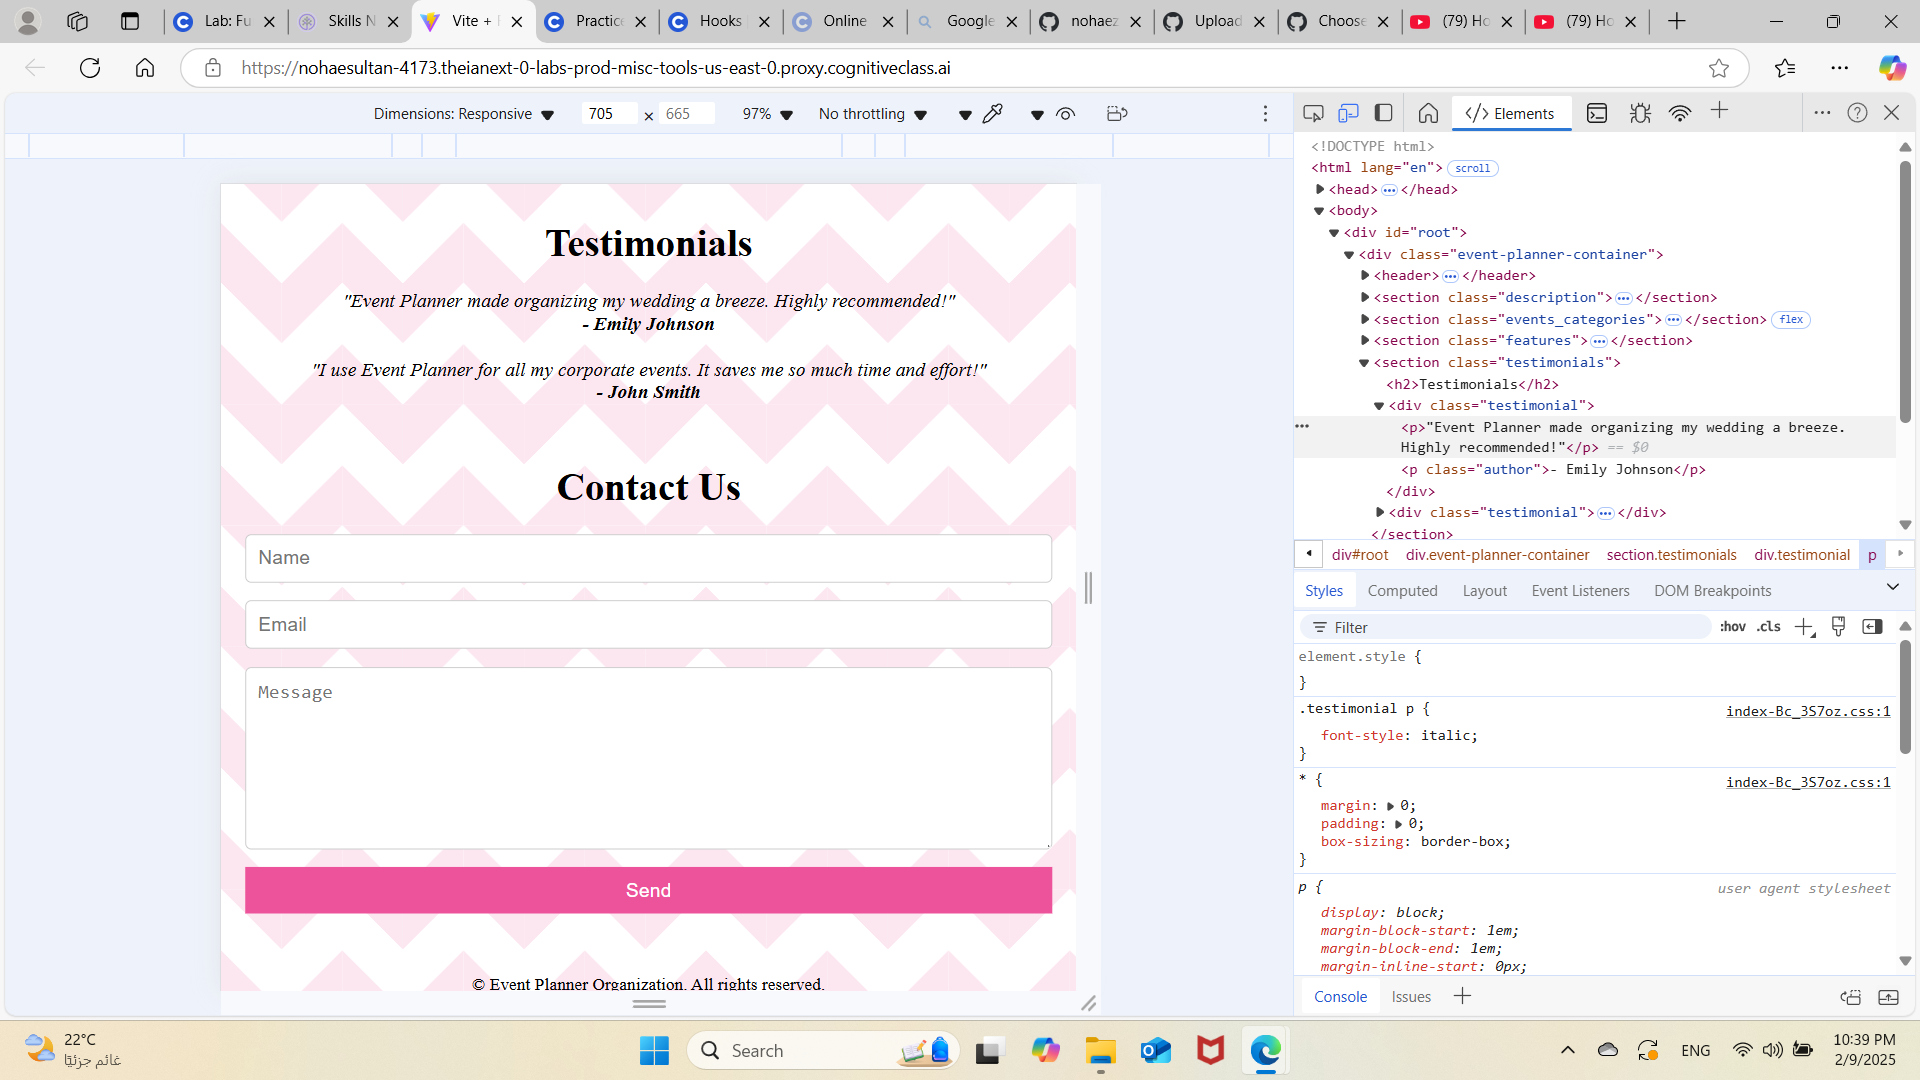 Lab: Fu
Skills N
Vite +
Practice
Hooks
Online
Google
nohaez
Upload
Choose
(79) Ho
(79) Ho
https://nohaesultan-4173.theianext-0-labs-prod-misc-tools-us-east-0.proxy.cognitiveclass.ai
Dimensions: Responsive
705
×
665
97%
No throttling
Elements
Testimonials
"Event Planner made organizing my wedding a breeze. Highly recommended!"
- Emily Johnson
"I use Event Planner for all my corporate events. It saves me so much time and effort!"
- John Smith
Contact Us
Name
Email
Message
Send
© Event Planner Organization. All rights reserved.
<!DOCTYPE html>
<html lang="en"> scroll
<head> ••• </head>
<body>
<div id="root">
<div class="event-planner-container">
<header> ••• </header>
<section class="description"> ••• </section>
<section class="events_categories"> ••• </section> flex
<section class="features"> ••• </section>
<section class="testimonials">
<h2>Testimonials</h2>
<div class="testimonial">
<p>"Event Planner made organizing my wedding a breeze.
Highly recommended!"</p> == $0
<p class="author">- Emily Johnson</p>
</div>
<div class="testimonial"> ••• </div>
</section>
div#root div.event-planner-container section.testimonials div.testimonial p
Styles Computed Layout Event Listeners DOM Breakpoints
Filter :hov .cls
element.style {
}
.testimonial p { index-Bc_3S7oz.css:1
font-style: italic;
}
* { index-Bc_3S7oz.css:1
margin: 0;
padding: 0;
box-sizing: border-box;
}
p { user agent stylesheet
display: block;
margin-block-start: 1em;
margin-block-end: 1em;
margin-inline-start: 0px;
Console Issues
22°C
غائم جزئيًا
Search
ENG
10:39 PM
2/9/2025